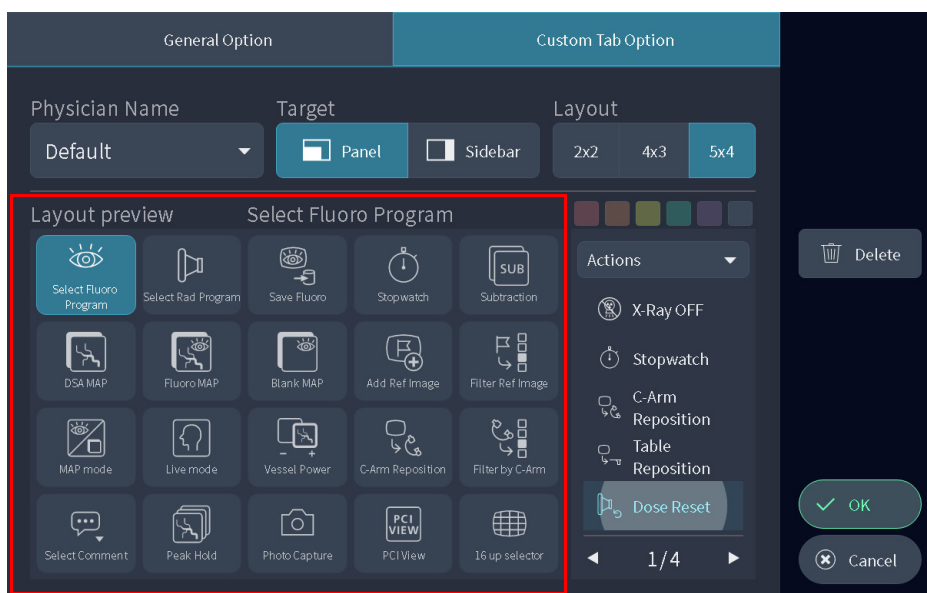 General Option
Custom Tab Option
Physician Name
Target
Layout
Default
Panel
Sidebar
2x2
4x3
5x4
Layout preview
Select Fluoro Program
Select Fluoro
Program
Select Rad Program
Save Fluoro
Stopwatch
SUB
Subtraction
DSA MAP
Fluoro MAP
Blank MAP
Add Ref Image
Filter Ref Image
MAP mode
Live mode
Vessel Power
C-Arm Reposition
Filter by C-Arm
Select Comment
Peak Hold
Photo Capture
PCI
VIEW
PCI View
16 up selector
Actions
X-Ray OFF
Stopwatch
C-Arm
Reposition
Table
Reposition
Dose Reset
1/4
Delete
OK
Cancel